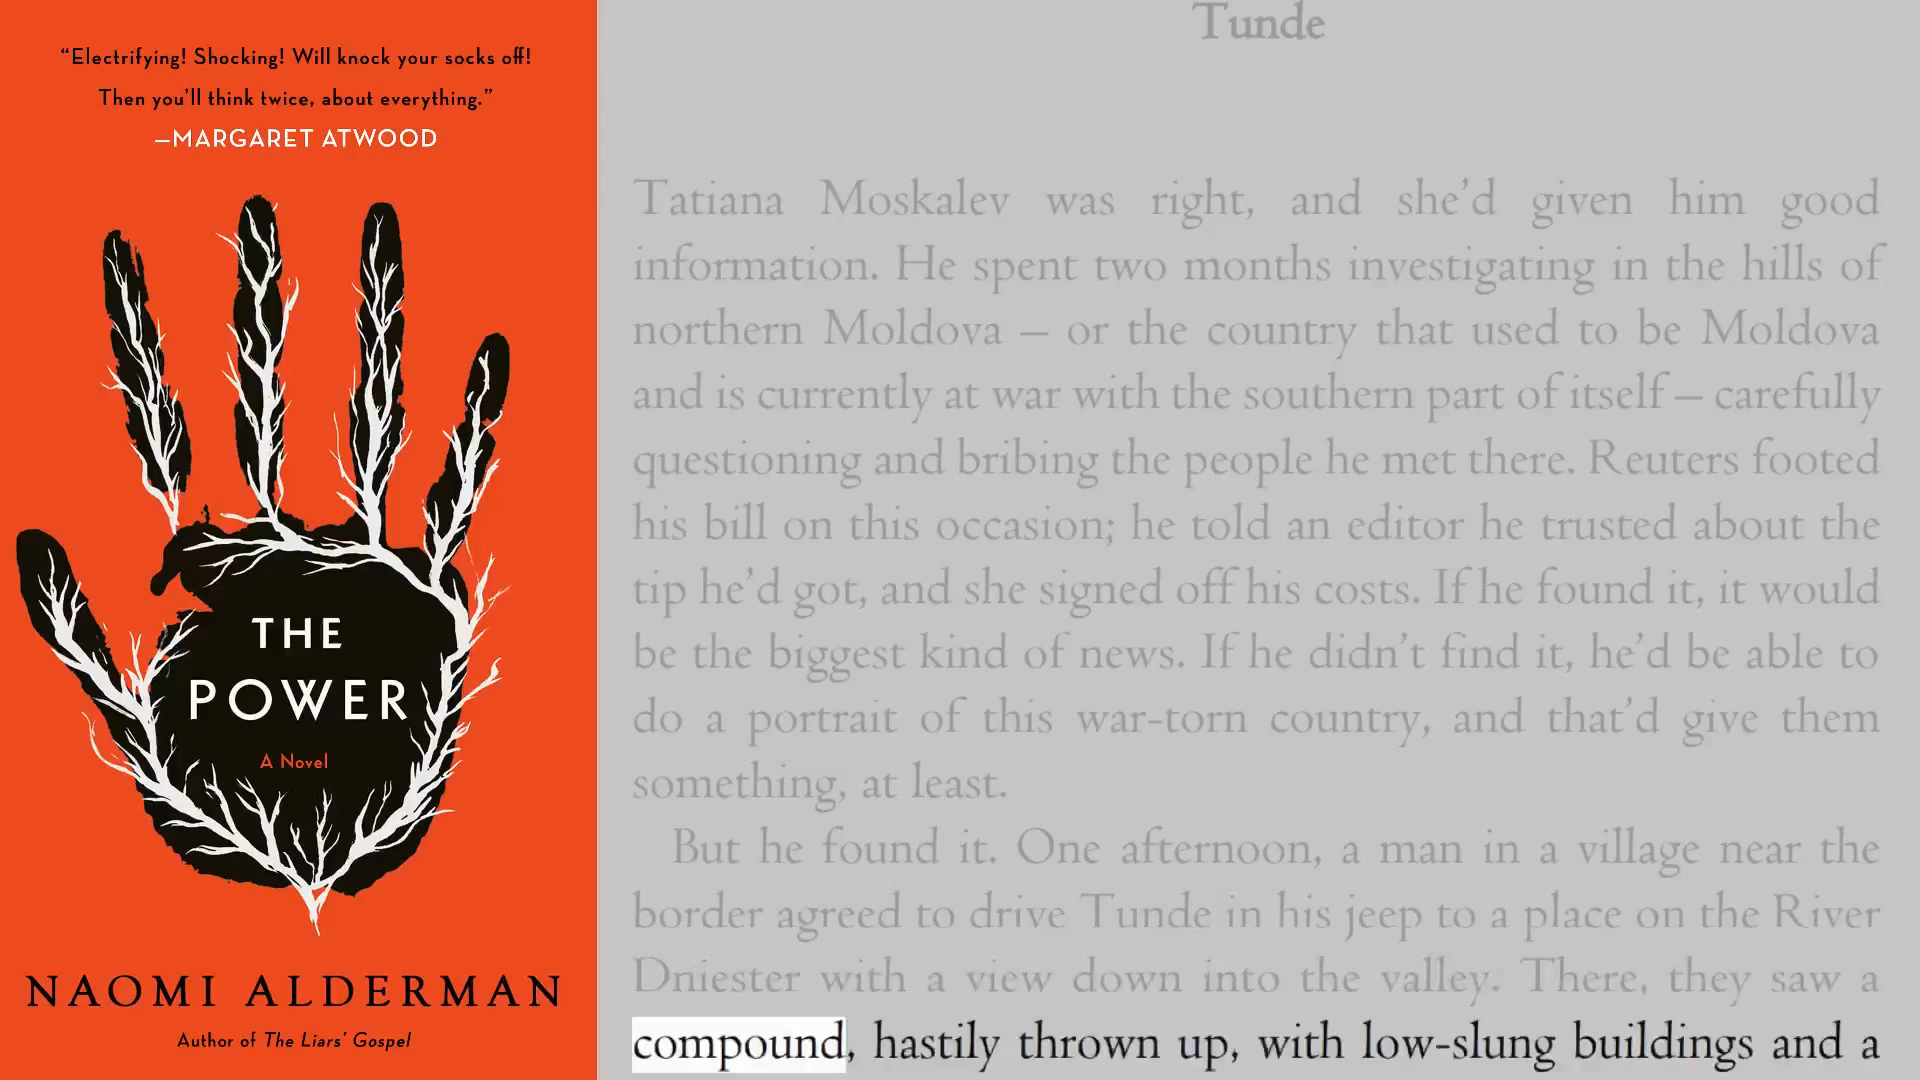 “Electrifying! Shocking! Will knock your socks off!
Then you’ll think twice, about everything.”
—MARGARET ATWOOD
THE
POWER
A Novel
NAOMI ALDERMAN
Author of The Liars’ Gospel
Tunde
Tatiana Moskalev was right, and she’d given him good
information. He spent two months investigating in the hills of
northern Moldova – or the country that used to be Moldova
and is currently at war with the southern part of itself – carefully
questioning and bribing the people he met there. Reuters footed
his bill on this occasion; he told an editor he trusted about the
tip he’d got, and she signed off his costs. If he found it, it would
be the biggest kind of news. If he didn’t find it, he’d be able to
do a portrait of this war-torn country, and that’d give them
something, at least.
But he found it. One afternoon, a man in a village near the
border agreed to drive Tunde in his jeep to a place on the River
Dniester with a view down into the valley. There, they saw a
compound, hastily thrown up, with low-slung buildings and a